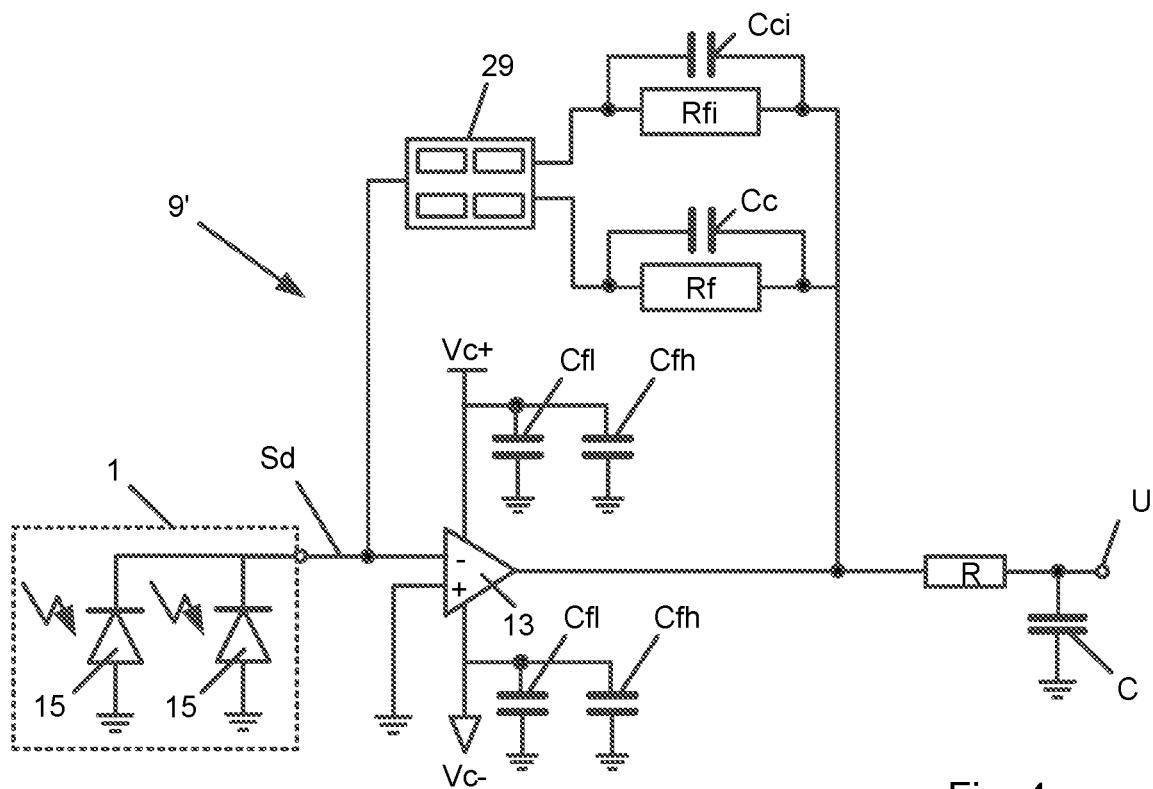 Cci
29
Rfi
9'
Cc
Rf
Vc+
Cfl
Cfh
Sd
1
U
-
+
R
13
Cfl
Cfh
15
15
C
Vc-